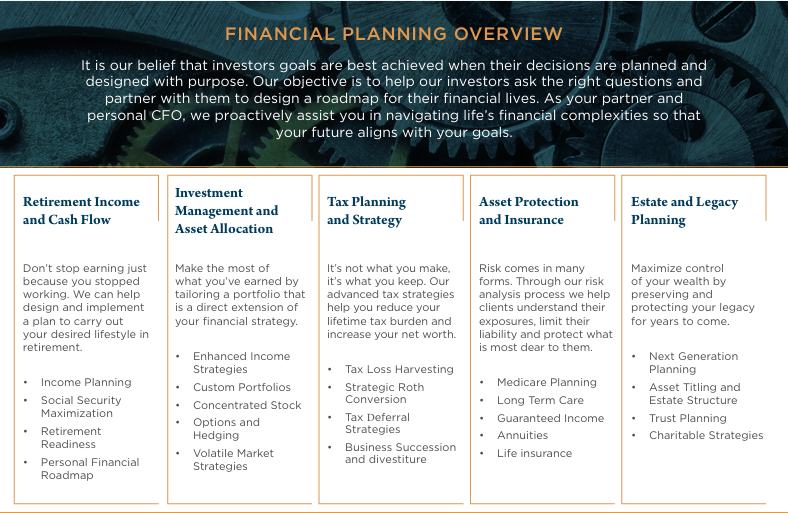 FINANCIAL PLANNING OVERVIEW
It is our belief that investors goals are best achieved when their decisions are planned and
designed with purpose. Our objective is to help our investors ask the right questions and
partner with them to design a roadmap for their financial lives. As your partner and
personal CFO, we proactively assist you in navigating life's financial complexities so that
your future aligns with your goals.
Retirement Income
and Cash Flow
Don't stop earning just
because you stopped
working. We can help
design and implement
a plan to carry out
your desired lifestyle in
retirement.
• Income Planning
• Social Security
Maximization
• Retirement
Readiness
• Personal Financial
Roadmap
Investment
Management and
Asset Allocation
Make the most of
what you've earned by
tailoring a portfolio that
is a direct extension of
your financial strategy.
• Enhanced Income
Strategies
• Custom Portfolios
• Concentrated Stock
• Options and
Hedging
• Volatile Market
Strategies
Tax Planning
and Strategy
It's not what you make,
it's what you keep. Our
advanced tax strategies
help you reduce your
lifetime tax burden and
increase your net worth.
• Tax Loss Harvesting
• Strategic Roth
Conversion
• Tax Deferral
Strategies
• Business Succession
and divestiture
Asset Protection
and Insurance
Risk comes in many
forms. Through our risk
analysis process we help
clients understand their
exposures, limit their
liability and protect what
is most dear to them.
• Medicare Planning
• Long Term Care
• Guaranteed Income
• Annuities
• Life insurance
Estate and Legacy
Planning
Maximize control
of your wealth by
preserving and
protecting your legacy
for years to come.
• Next Generation
Planning
• Asset Titling and
Estate Structure
• Trust Planning
• Charitable Strategies